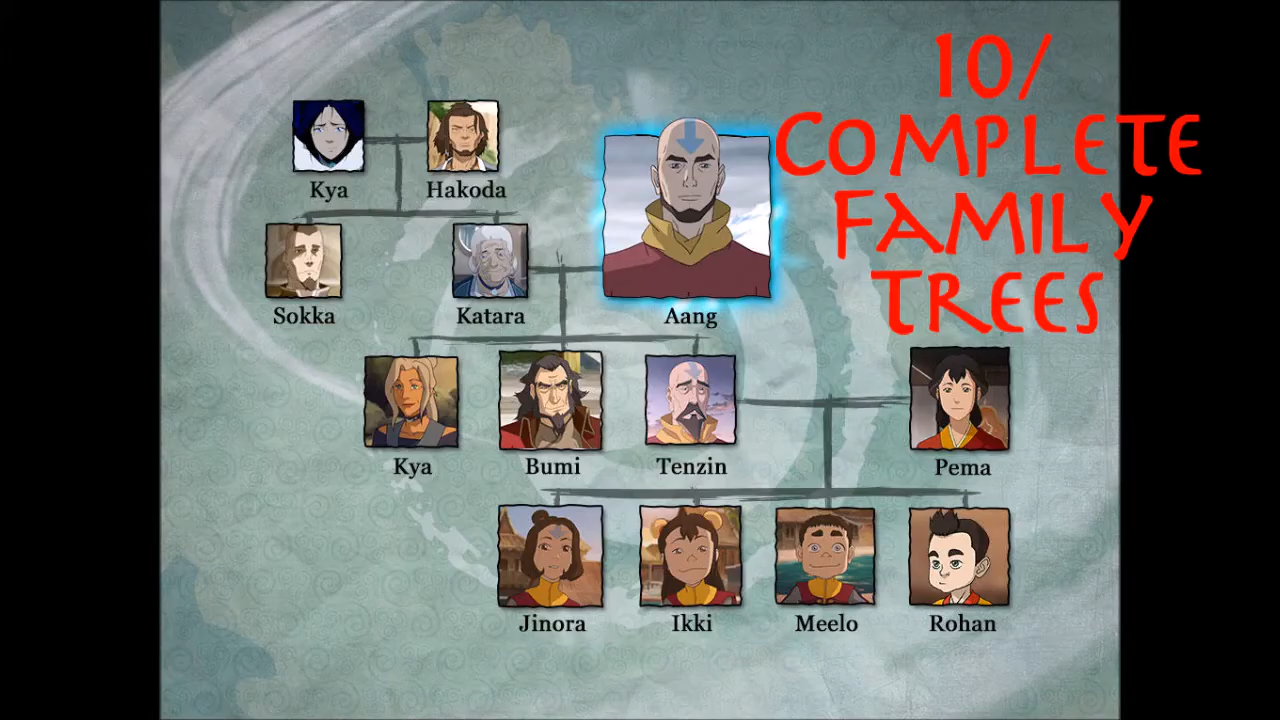 10/
COMPLETE
FAMILY
TREES
Kya
Hakoda
Sokka
Katara
Aang
Kya
Bumi
Tenzin
Pema
Jinora
Ikki
Meelo
Rohan